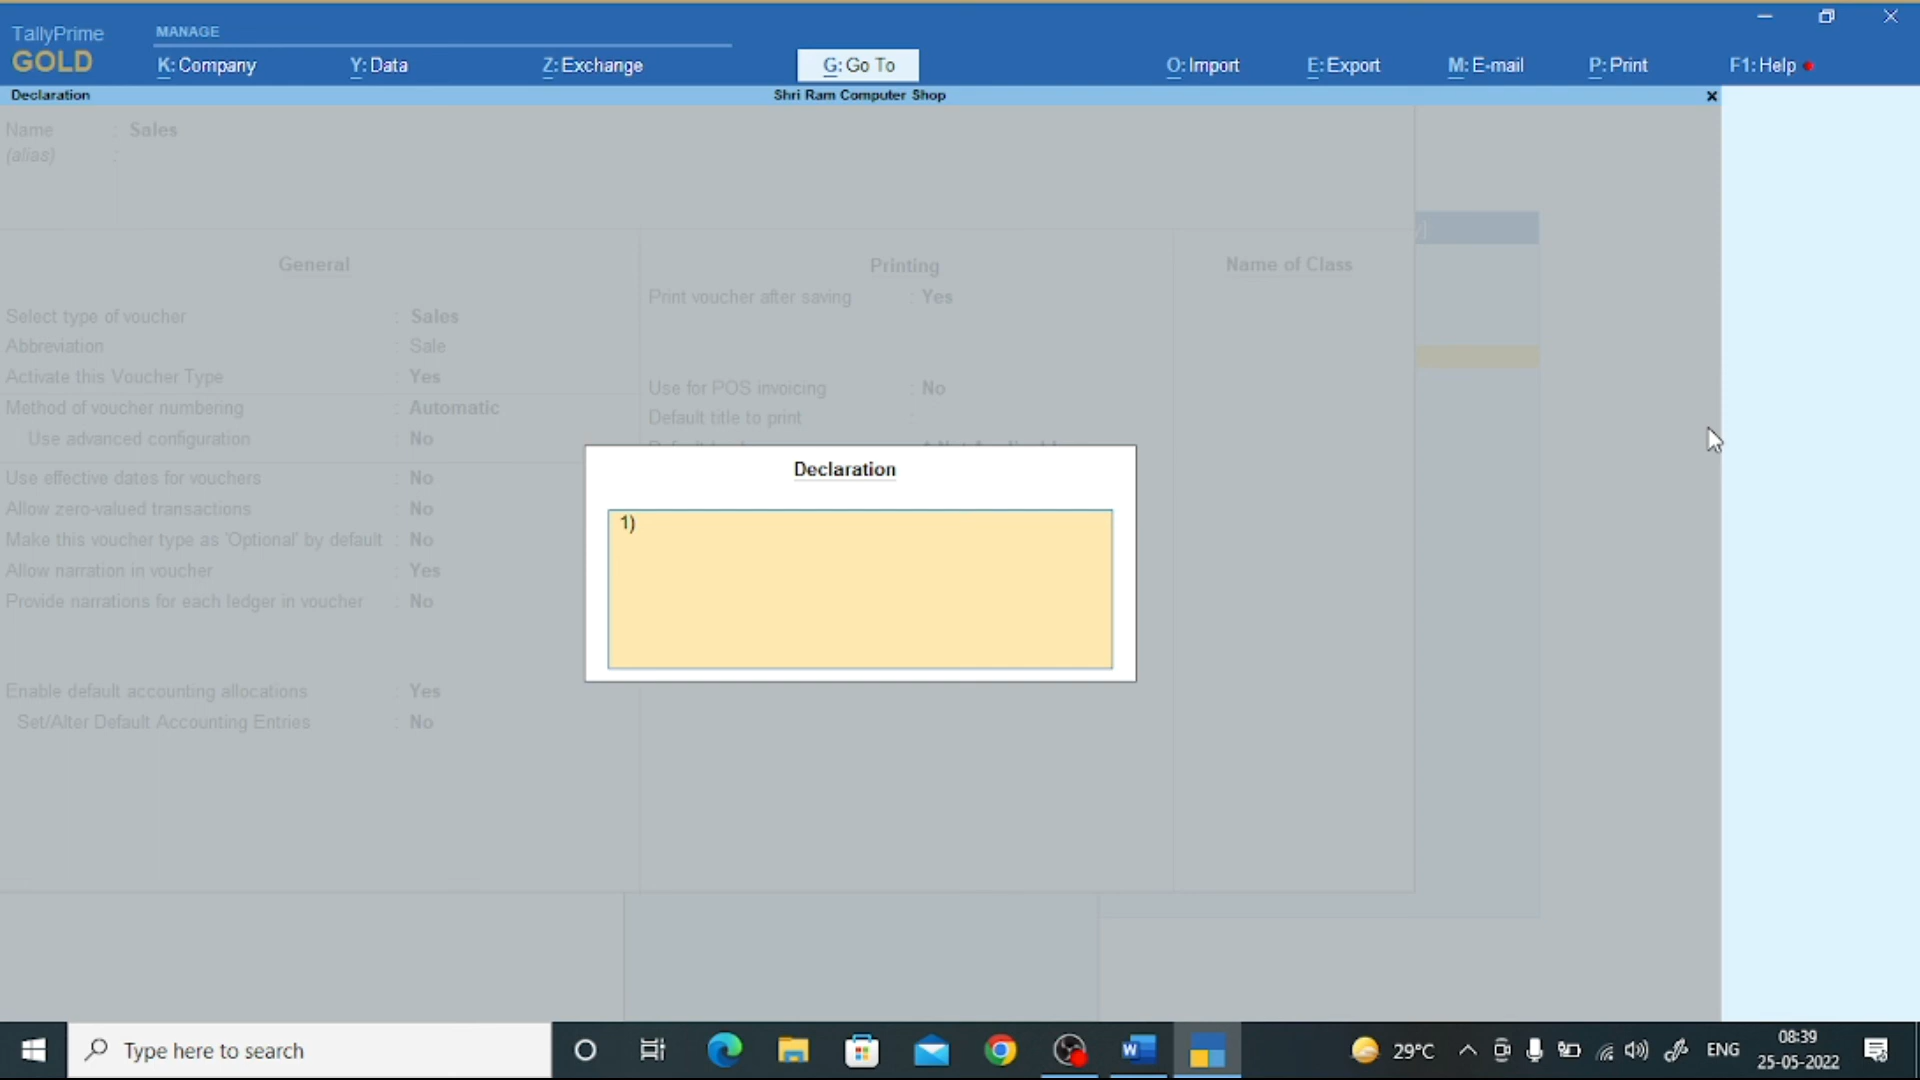 TallyPrime
GOLD
MANAGE
K: Company
Y: Data
Z: Exchange
G: Go To
O: Import
E: Export
M: E-mail
P: Print
F1: Help
Declaration
Shri Ram Computer Shop
Name : Sales
(alias) :
General
Select type of voucher : Sales
Abbreviation : Sale
Activate this Voucher Type : Yes
Method of voucher numbering : Automatic
Use advanced configuration : No
Use effective dates for vouchers : No
Allow zero-valued transactions : No
Make this voucher type as 'Optional' by default : No
Allow narration in voucher : Yes
Provide narrations for each ledger in voucher : No
Enable default accounting allocations : Yes
Set/Alter Default Accounting Entries : No
Printing
Print voucher after saving : Yes
Use for POS invoicing : No
Default title to print :
Name of Class
Declaration
1)
Type here to search
29°C
ENG
08:39
25-05-2022